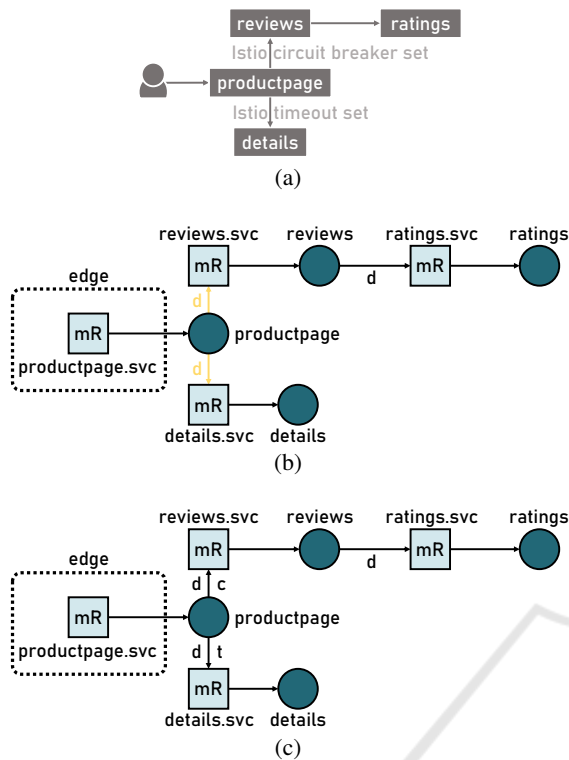 reviews
ratings
Istio circuit breaker set
productpage
Istio timeout set
details
(a)
reviews.svc
reviews
ratings.svc
ratings
edge
mR
mR
d
d
mR
productpage
productpage.svc
d
mR
details.svc
details
(b)
reviews.svc
reviews
ratings.svc
ratings
edge
mR
mR
d
d c
mR
productpage
productpage.svc
d t
mR
details.svc
details
(c)